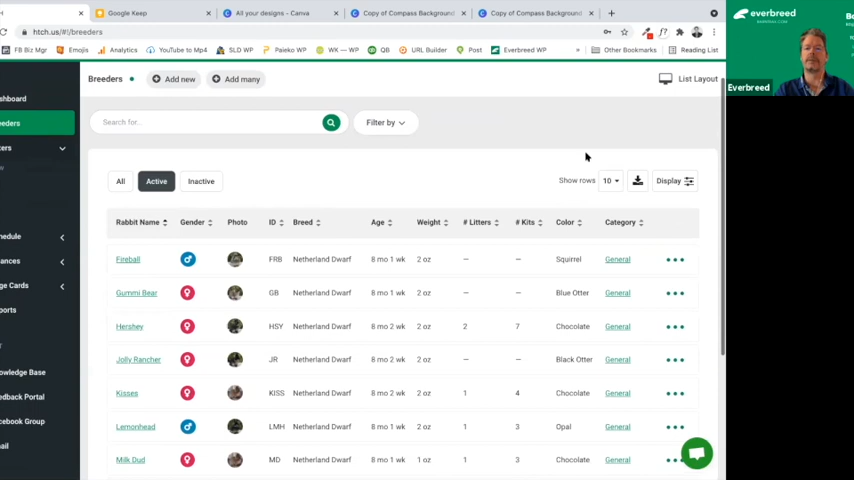 Google Keep
All your designs - Canva
Copy of Compass Background
Copy of Compass Background
htch.us/#!/breeders
FB Biz Mgr
Emojis
Analytics
YouTube to Mp4
SLD WP
Paleko WP
WK — WP
QB
URL Builder
Post
Everbreed WP
»
Other Bookmarks
Reading List
everbreed
Everbreed
shboard
eeders
ters
hedule
ances
ge Cards
ports
owledge Base
edback Portal
cebook Group
ail
Breeders
Add new
Add many
List Layout
Search for..
Filter by
All
Active
Inactive
Show rows
10
Display
Rabbit Name Gender Photo ID Breed Age Weight # Litters # Kits Color Category
Fireball FRB Netherland Dwarf 8 mo 1 wk 2 oz — — Squirrel General
Gummi Bear GB Netherland Dwarf 8 mo 1 wk 2 oz — — Blue Otter General
Hershey HSY Netherland Dwarf 8 mo 2 wk 2 oz 2 7 Chocolate General
Jolly Rancher JR Netherland Dwarf 8 mo 2 wk 2 oz — — Black Otter General
Kisses KISS Netherland Dwarf 8 mo 2 wk 2 oz 1 4 Chocolate General
Lemonhead LMH Netherland Dwarf 8 mo 1 wk 2 oz 1 3 Opal General
Milk Dud MD Netherland Dwarf 8 mo 2 wk 1 oz 1 3 Chocolate General